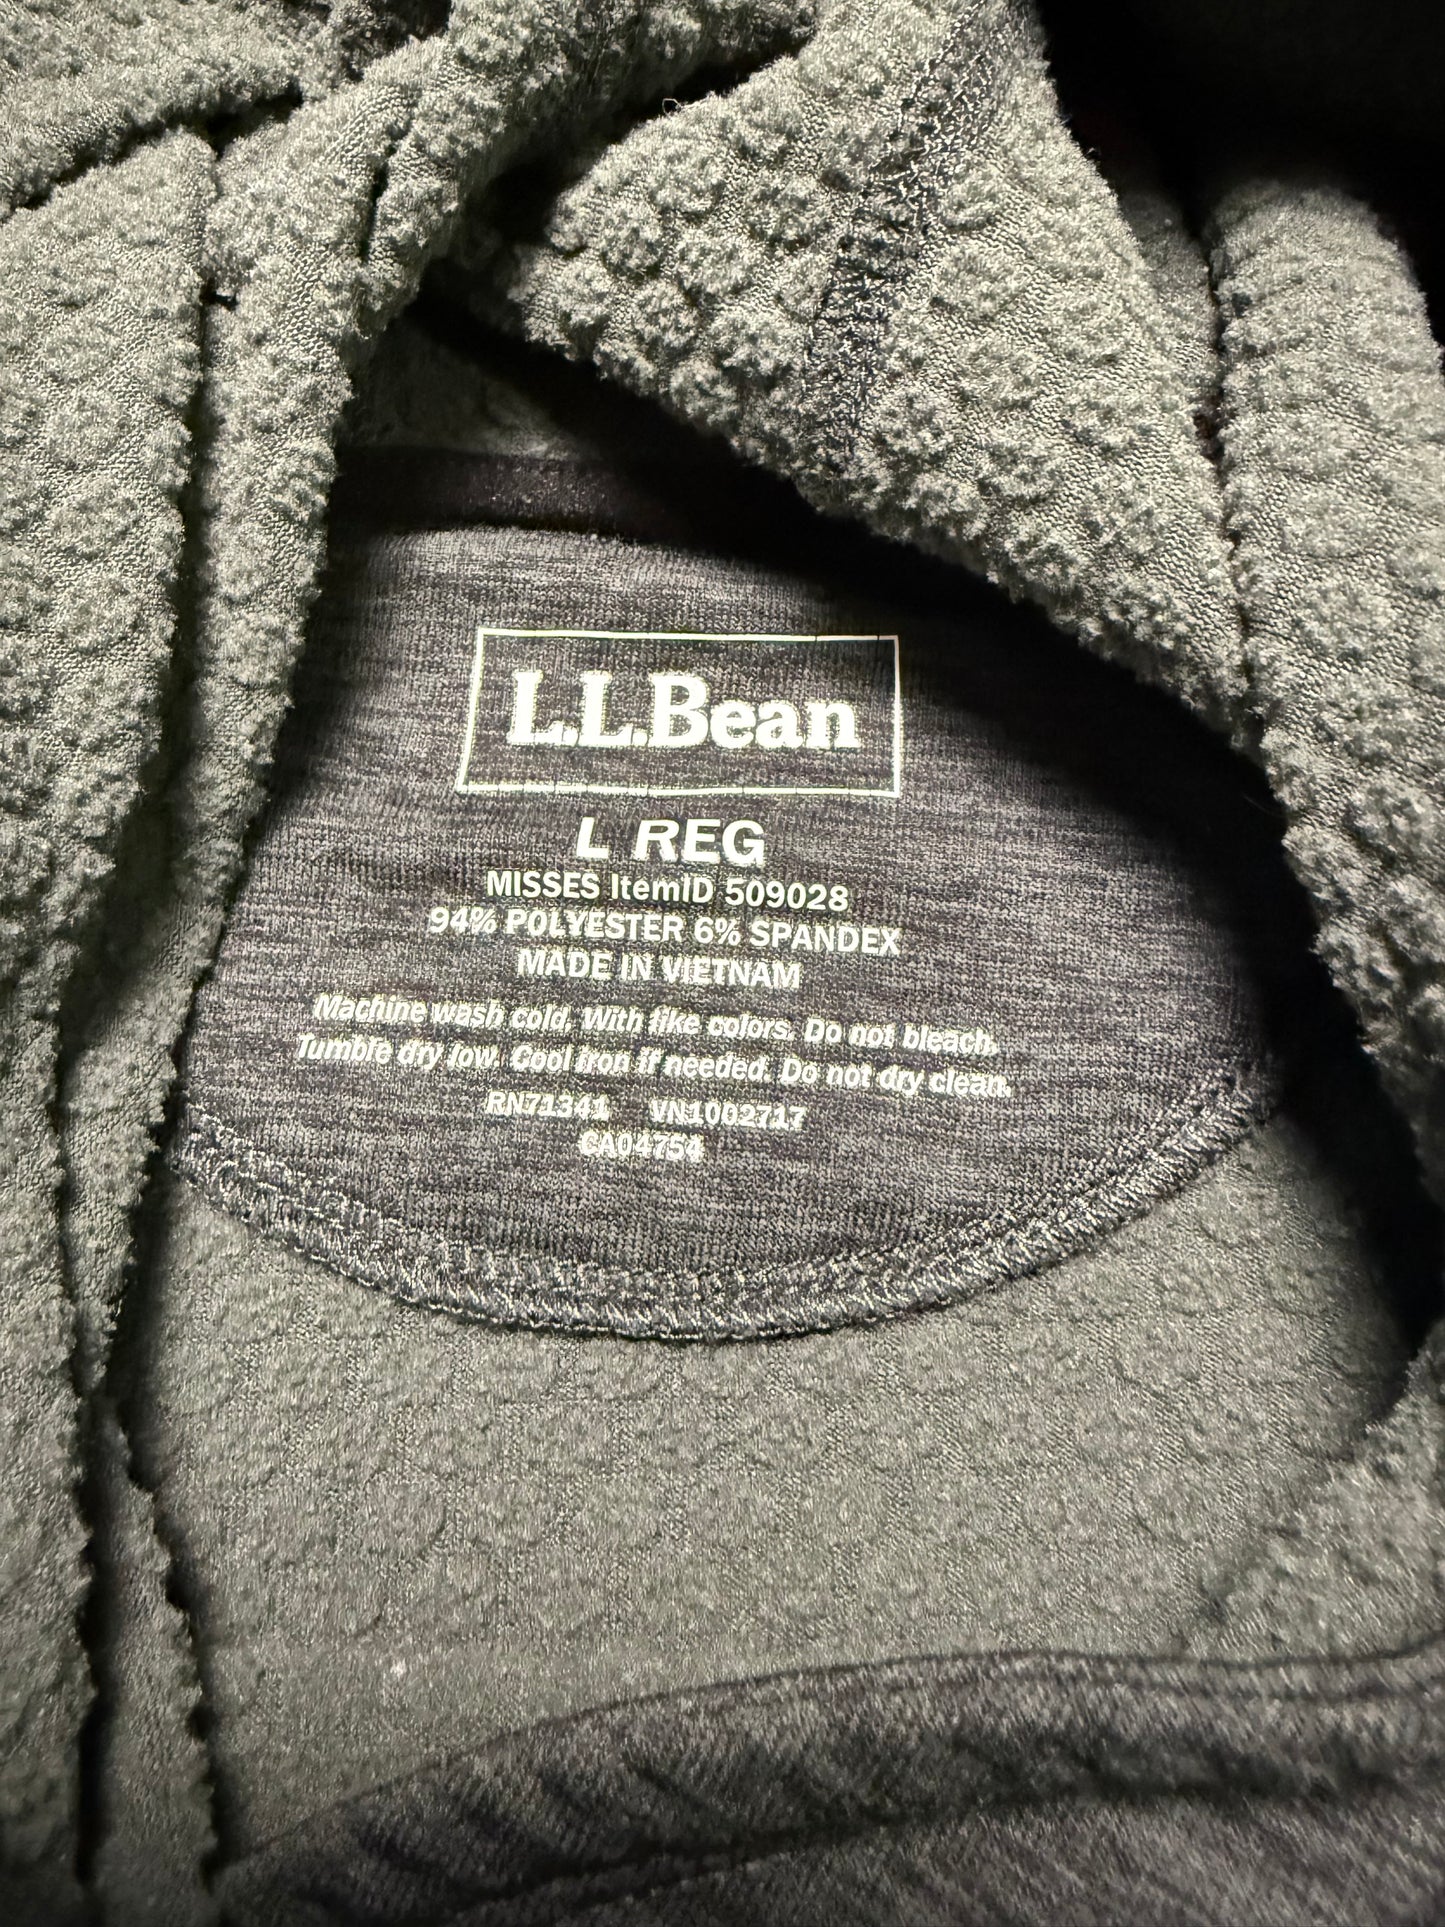 L.L.Bean
L REG
MISSES ItemID 509028
94% POLYESTER 6% SPANDEX
MADE IN VIETNAM
Machine wash cold. With like colors. Do not bleach.
Tumble dry low. Cool iron if needed. Do not dry clean.
RN71341 VN1002717
CA04754